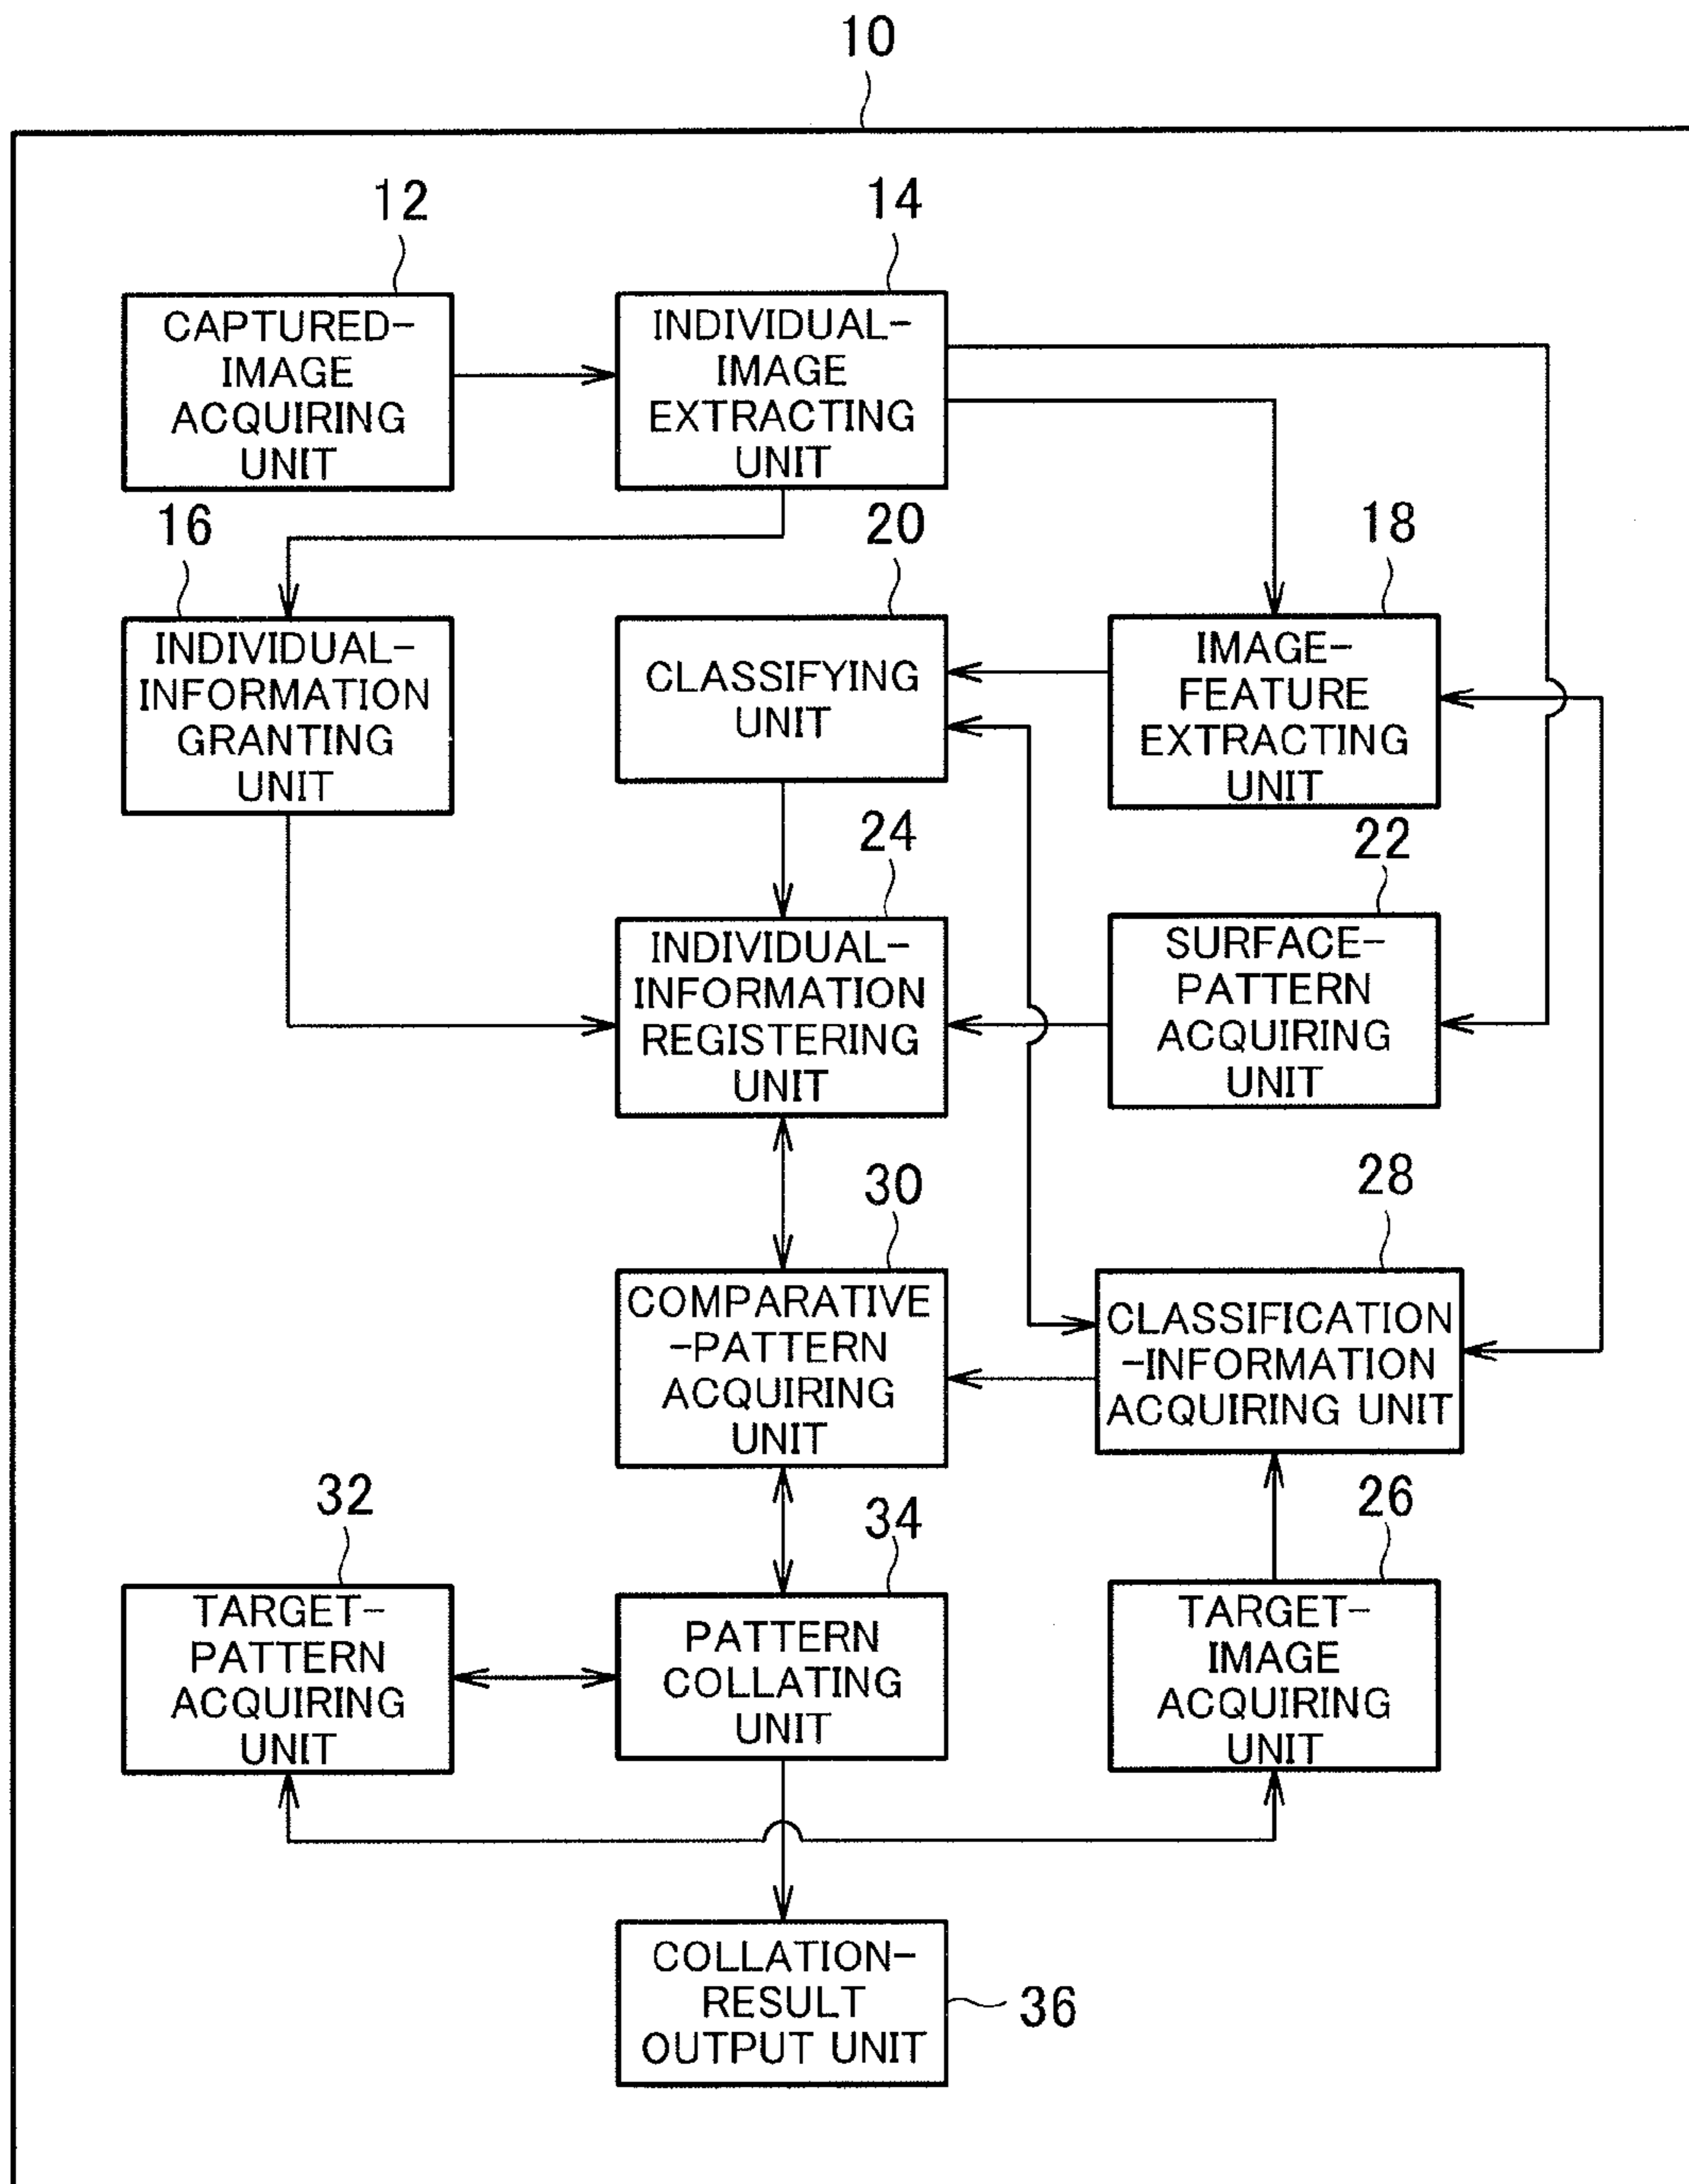 10
12
CAPTURED-
IMAGE
ACQUIRING
UNIT
14
INDIVIDUAL-
IMAGE
EXTRACTING
UNIT
16
INDIVIDUAL-
INFORMATION
GRANTING
UNIT
20
CLASSIFYING
UNIT
18
IMAGE-
FEATURE
EXTRACTING
UNIT
24
INDIVIDUAL-
INFORMATION
REGISTERING
UNIT
22
SURFACE-
PATTERN
ACQUIRING
UNIT
30
COMPARATIVE
-PATTERN
ACQUIRING
UNIT
28
CLASSIFICATION
-INFORMATION
ACQUIRING UNIT
32
TARGET-
PATTERN
ACQUIRING
UNIT
34
PATTERN
COLLATING
UNIT
26
TARGET-
IMAGE
ACQUIRING
UNIT
COLLATION-
RESULT
OUTPUT UNIT
36